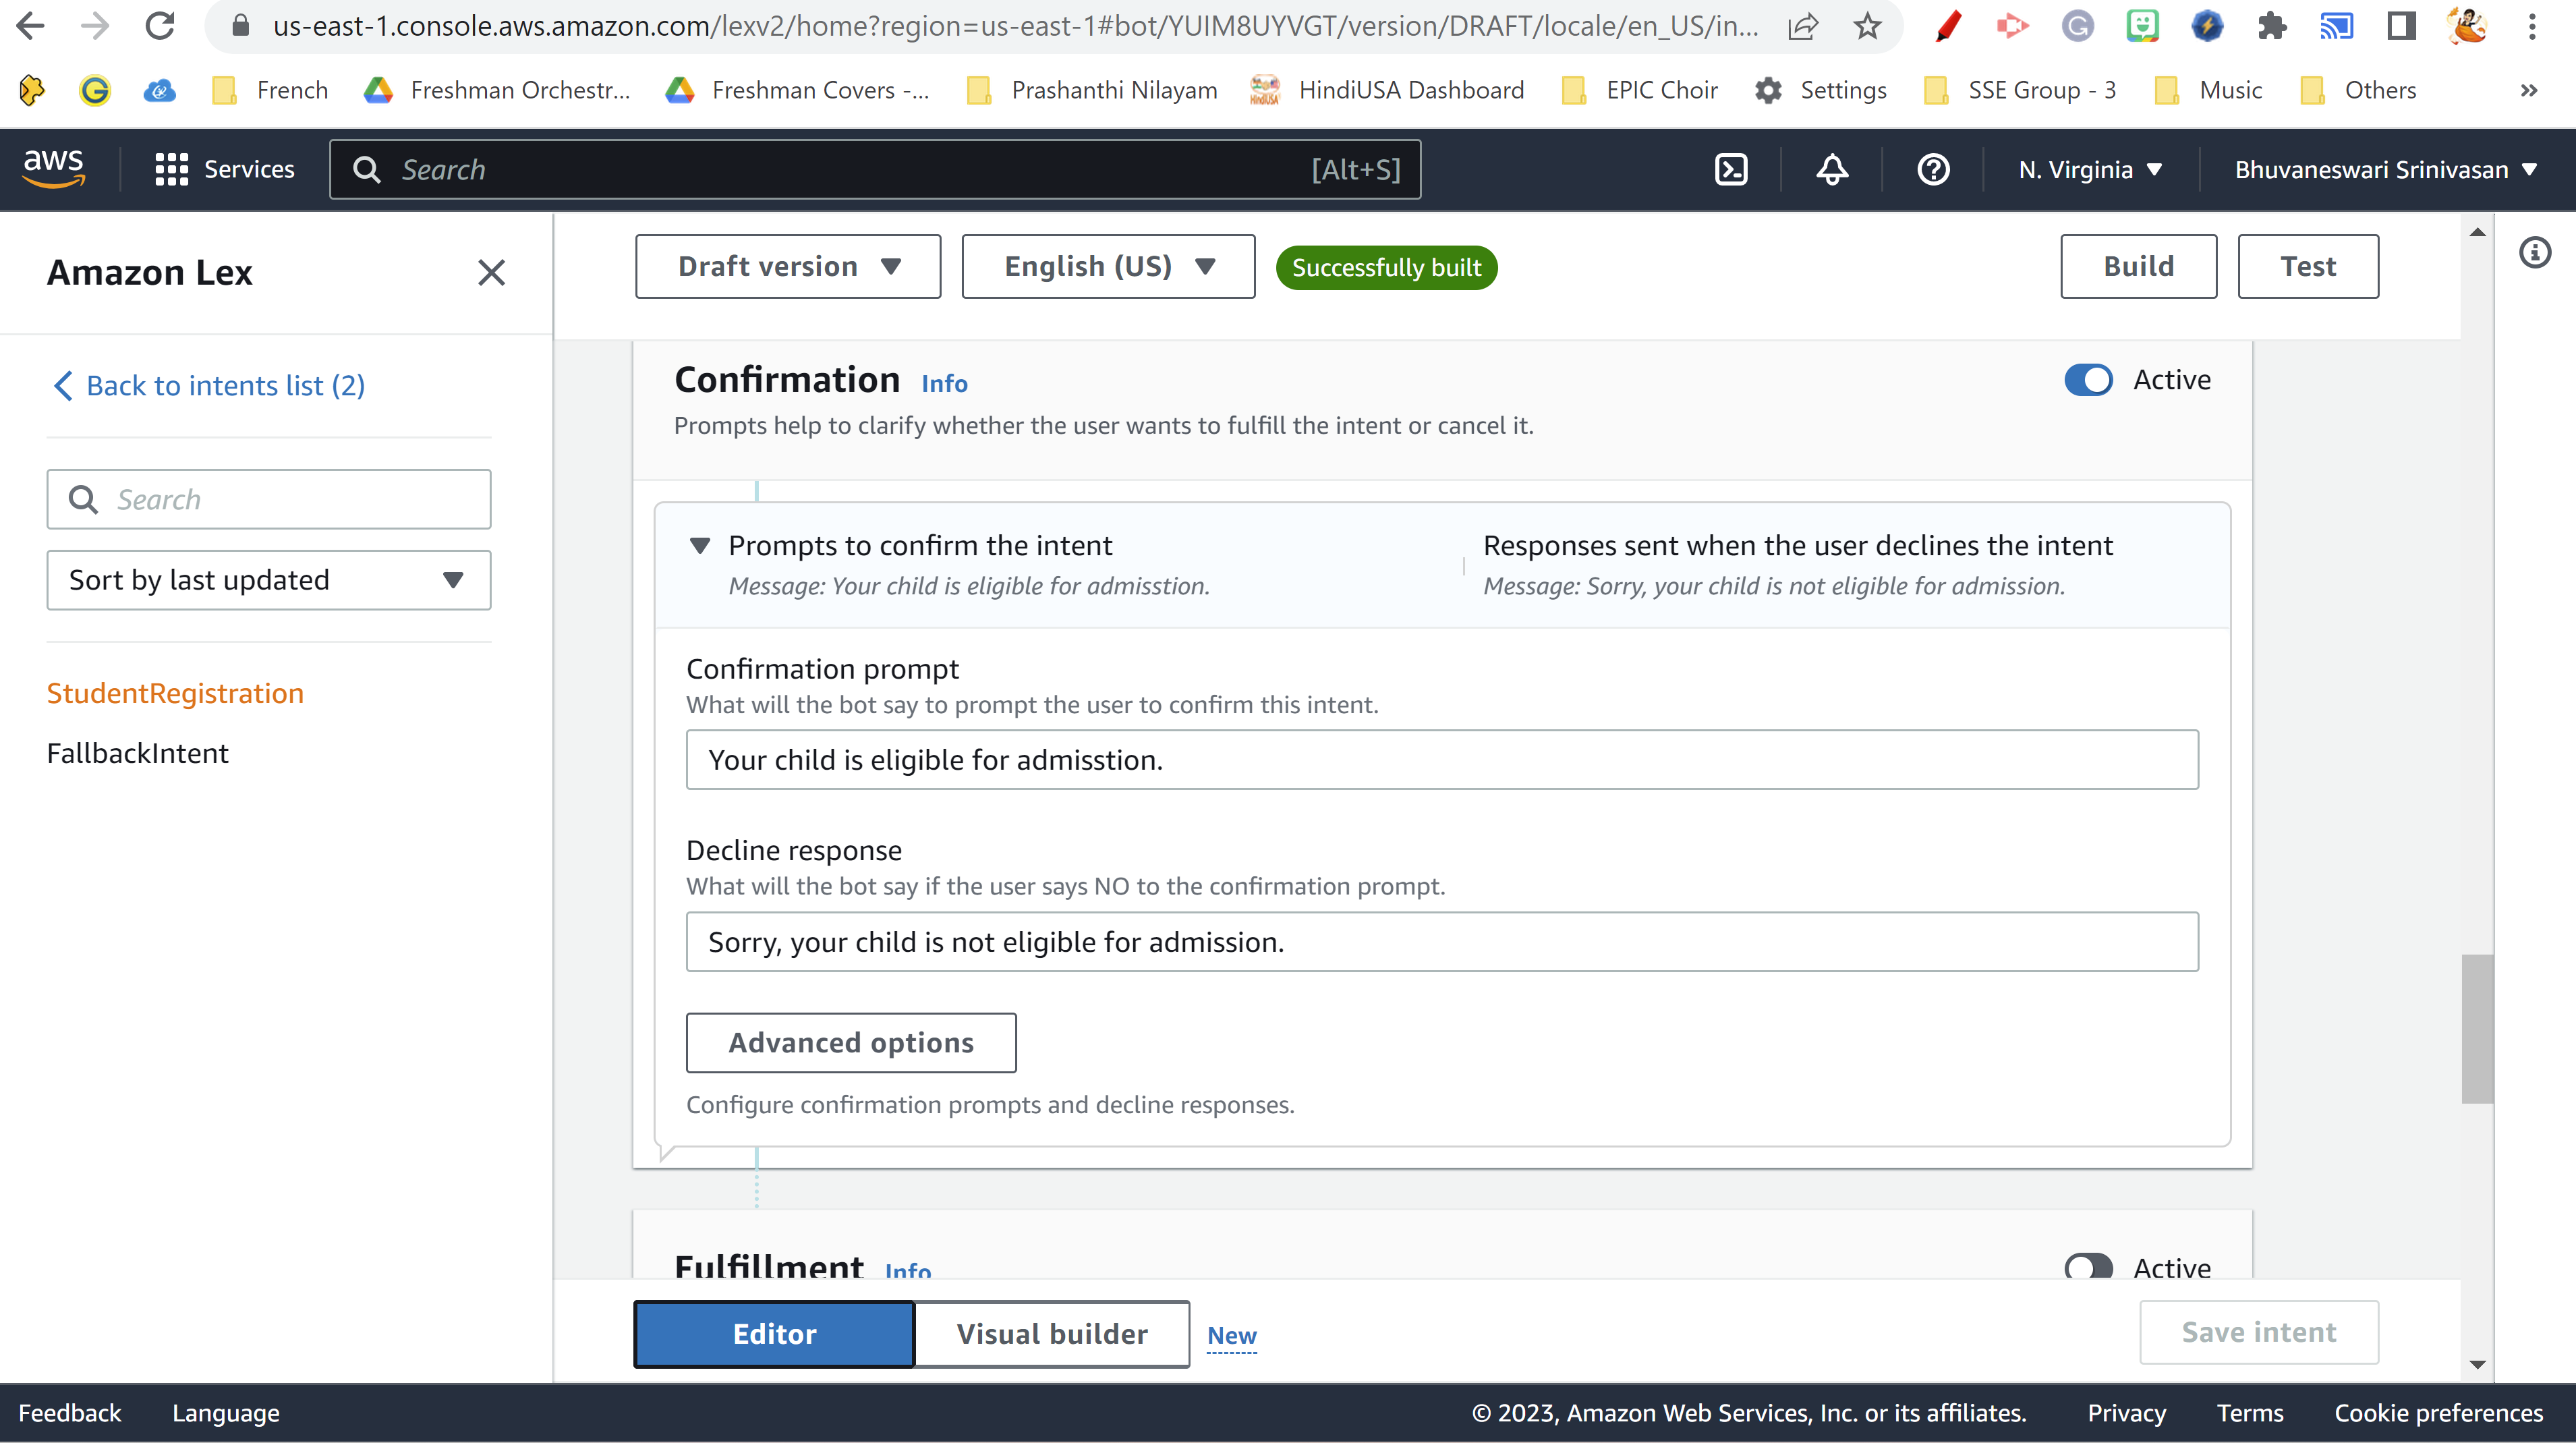 us-east-1.console.aws.amazon.com/lexv2/home?region=us-east-1#bot/YUIM8UYVGT/version/DRAFT/locale/en_US/in...
French
Freshman Orchestr...
Freshman Covers -...
Prashanthi Nilayam
HindiUSA Dashboard
EPIC Choir
Settings
SSE Group - 3
Music
Others
»
aws
Services
Search
[Alt+S]
N. Virginia
Bhuvaneswari Srinivasan
Amazon Lex
Back to intents list (2)
Search
Sort by last updated
StudentRegistration
FallbackIntent
Draft version
English (US)
Successfully built
Build
Test
Confirmation Info
Active
Prompts help to clarify whether the user wants to fulfill the intent or cancel it.
Prompts to confirm the intent
Message: Your child is eligible for admisstion.
Responses sent when the user declines the intent
Message: Sorry, your child is not eligible for admission.
Confirmation prompt
What will the bot say to prompt the user to confirm this intent.
Your child is eligible for admisstion.
Decline response
What will the bot say if the user says NO to the confirmation prompt.
Sorry, your child is not eligible for admission.
Advanced options
Configure confirmation prompts and decline responses.
Fulfillment Info
Active
Editor
Visual builder
New
Save intent
Feedback
Language
© 2023, Amazon Web Services, Inc. or its affiliates.
Privacy
Terms
Cookie preferences